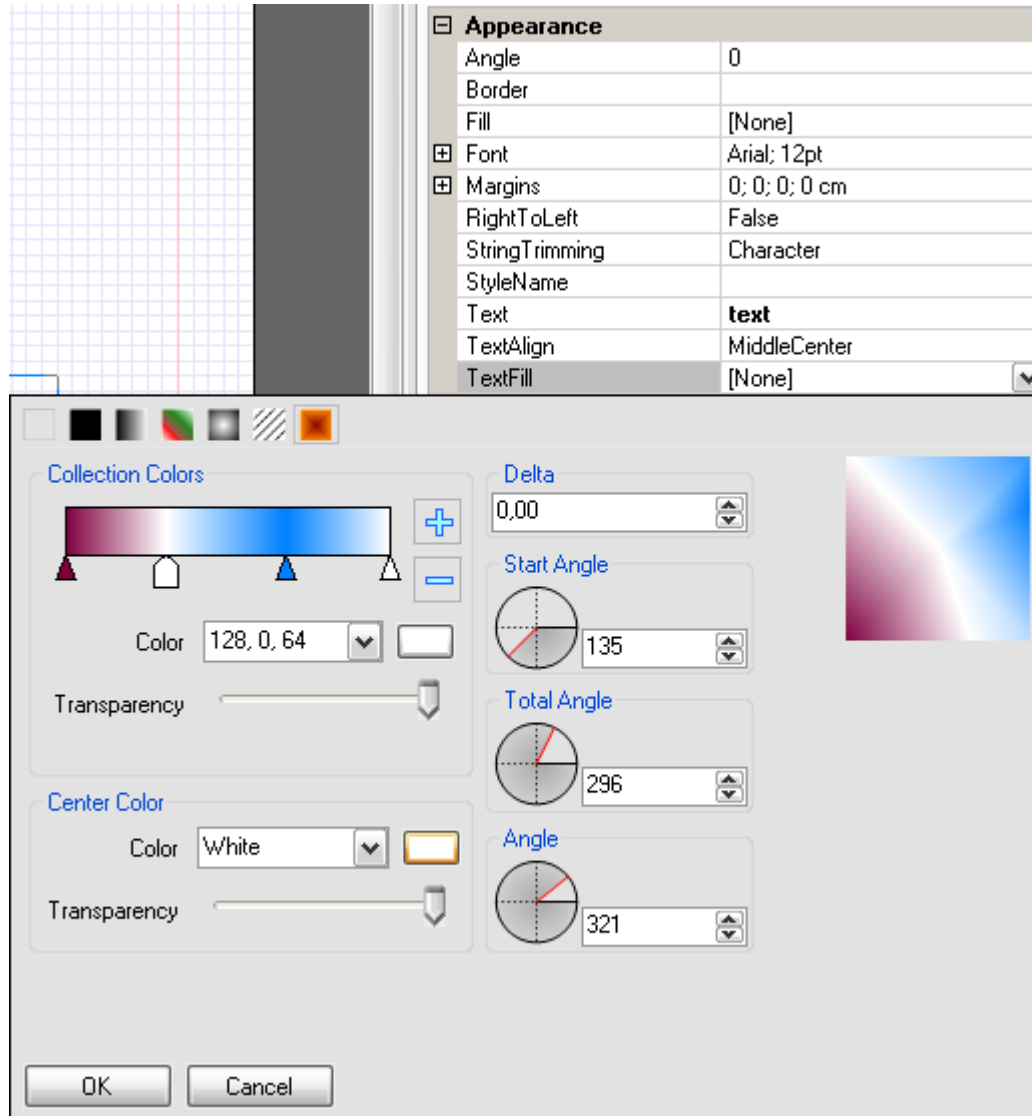 Appearance
Angle 0
Border
Fill [None]
Font Arial; 12pt
Margins 0; 0; 0; 0 cm
RightToLeft False
StringTrimming Character
StyleName
Text text
TextAlign MiddleCenter
TextFill [None]
Collection Colors
Color 128, 0, 64
Transparency
Center Color
Color White
Transparency
Delta
0,00
Start Angle
135
Total Angle
296
Angle
321
OK Cancel